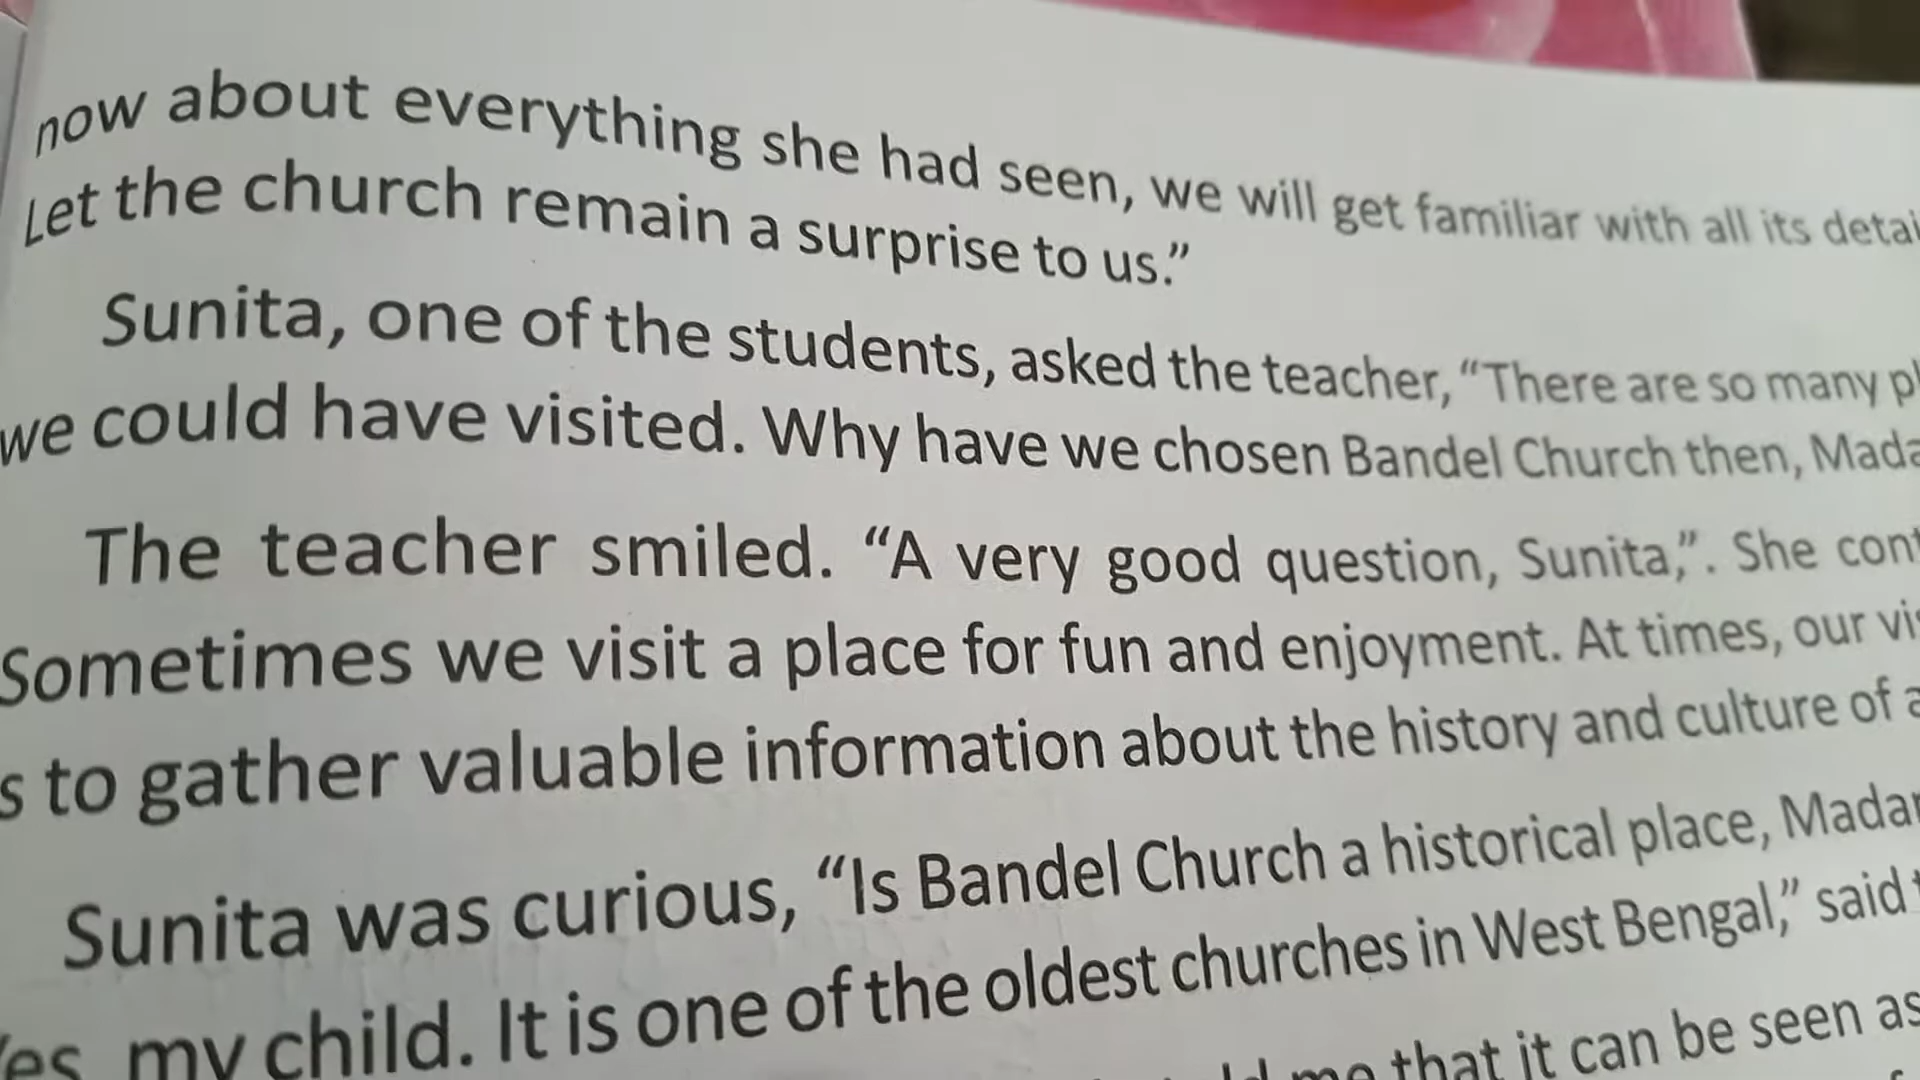 now about everything she had seen, we will get familiar with all its detai
Let the church remain a surprise to us.”
Sunita, one of the students, asked the teacher, “There are so many pl
we could have visited. Why have we chosen Bandel Church then, Mada
The teacher smiled. “A very good question, Sunita,”. She cont
Sometimes we visit a place for fun and enjoyment. At times, our vis
s to gather valuable information about the history and culture of a
Sunita was curious, “Is Bandel Church a historical place, Madam
es, my child. It is one of the oldest churches in West Bengal,” said t
me that it can be seen as